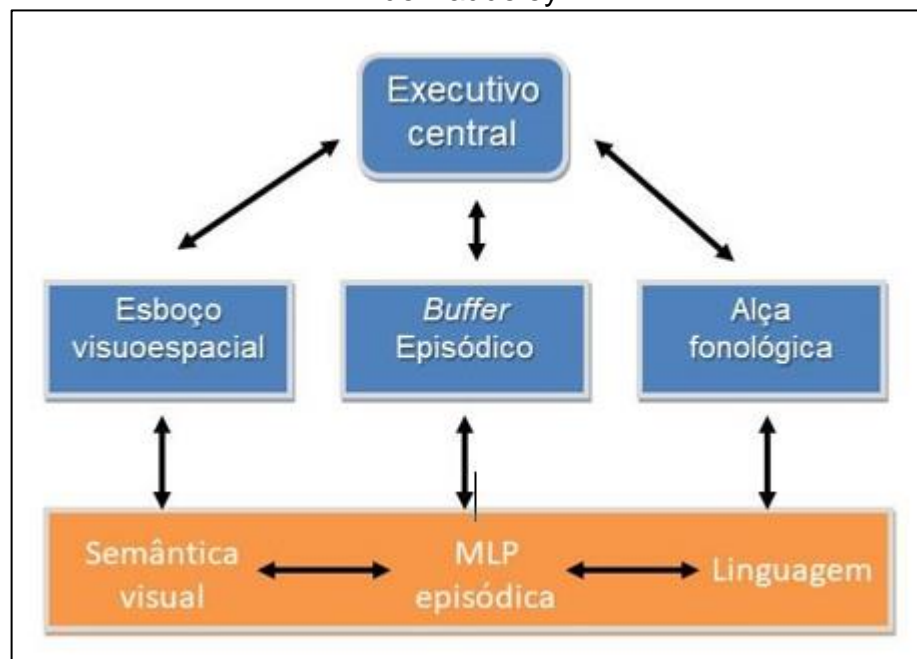 Executivo
central
Esboço
visuoespacial
Buffer
Episódico
Alça
fonológica
Semântica
visual
MLP
episódica
Linguagem